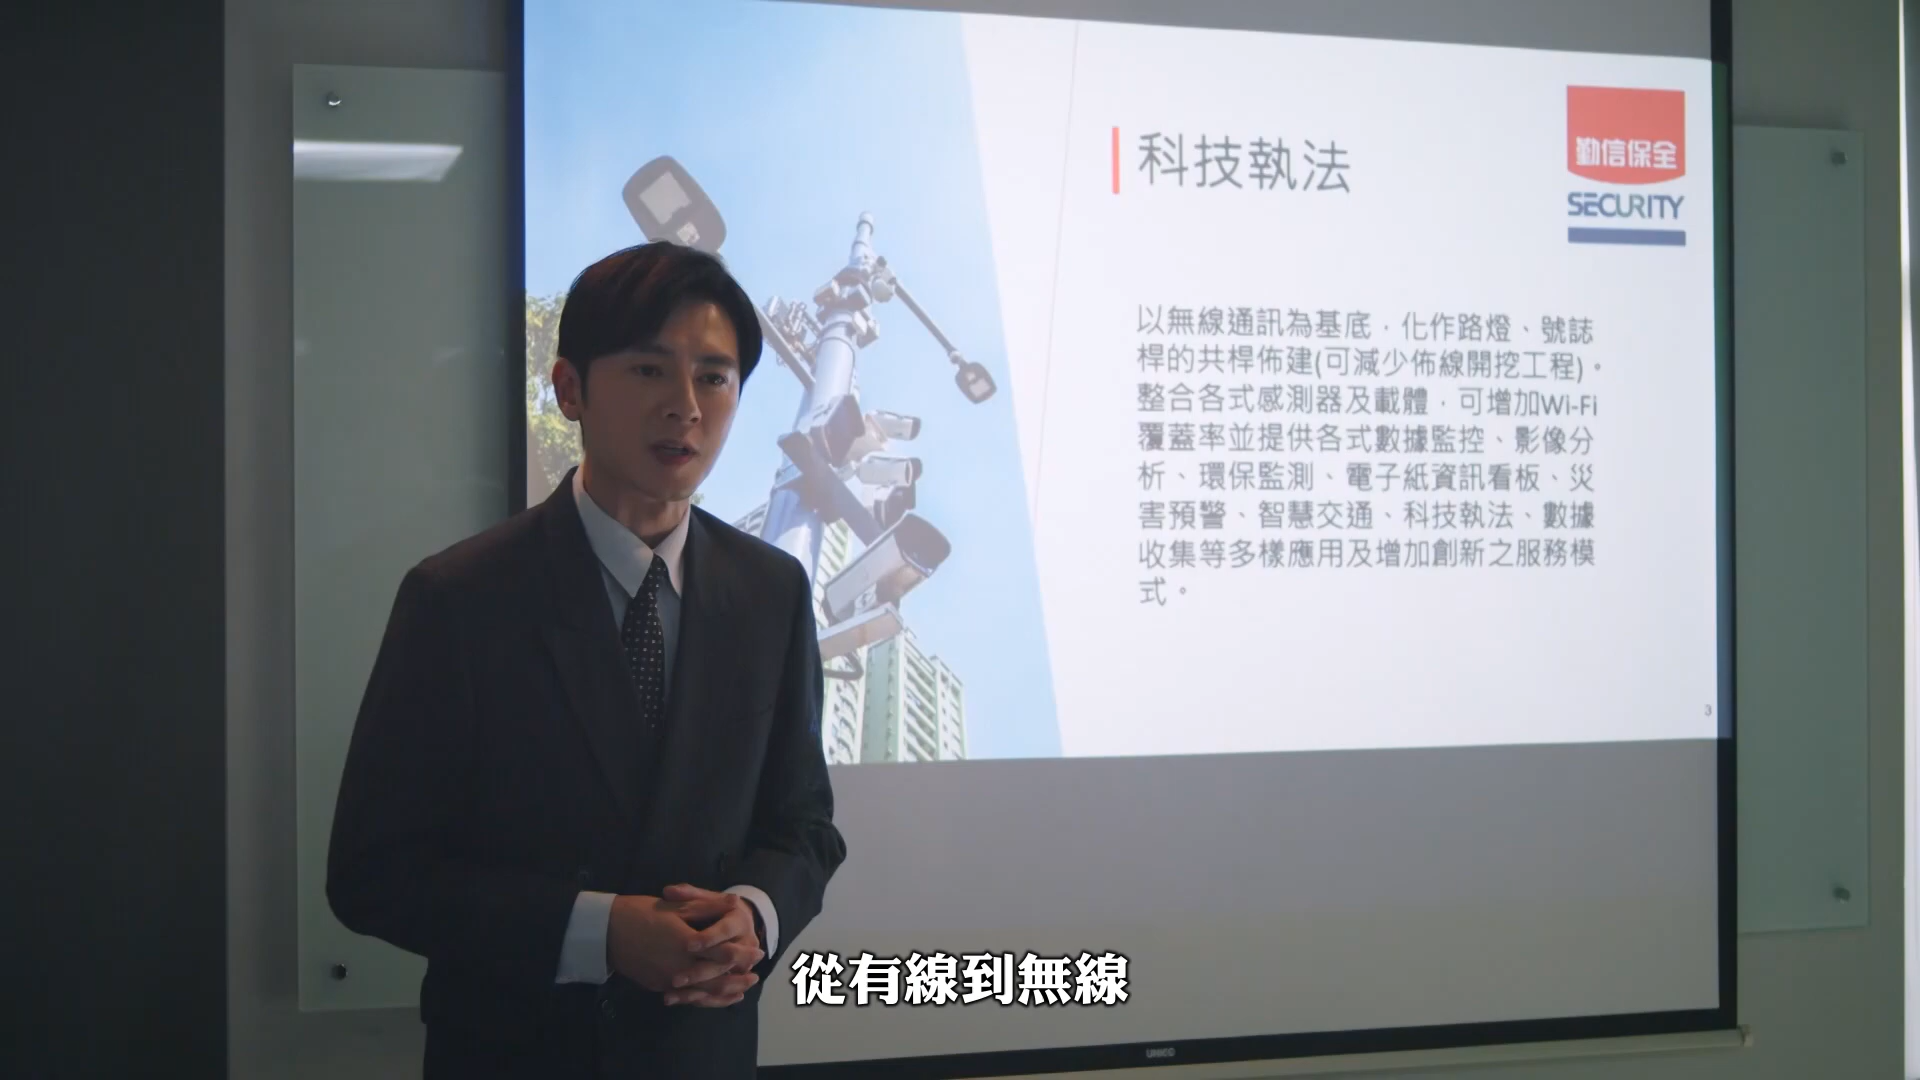 科技執法
勤信保全
SECURITY
以無線通訊為基底，化作路燈、號誌
桿的共桿佈建(可減少佈線開挖工程)。
整合各式感測器及載體，可增加Wi-Fi
覆蓋率並提供各式數據監控、影像分
析、環保監測、電子紙資訊看板、災
害預警、智慧交通、科技執法、數據
收集等多樣應用及增加創新之服務模
式。
3
從有線到無線